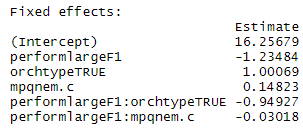 Fixed effects:
Estimate
(Intercept) 16.25679
performlargeF1 -1.23484
orchtypeTRUE 1.00069
mpqnem.c 0.14823
performlargeF1:orchtypeTRUE -0.94927
performlargeF1:mpqnem.c -0.03018